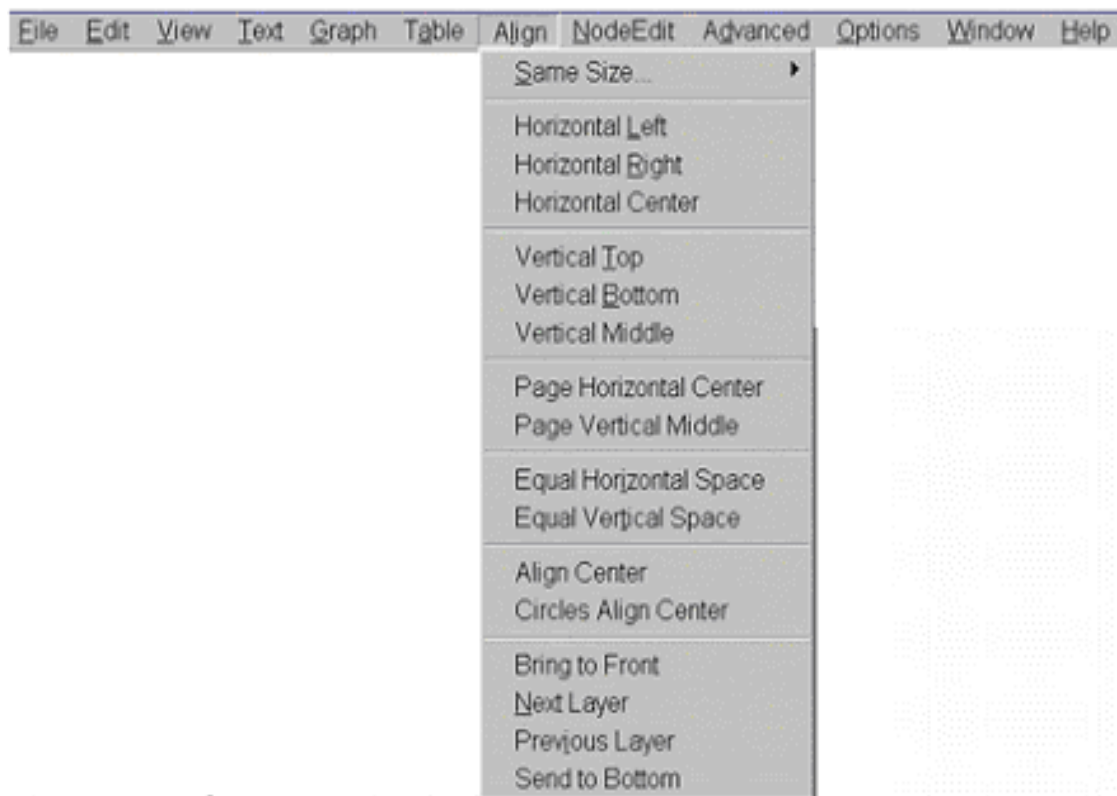 File Edit View Text Graph Table Align NodeEdit Advanced Options Window Help
Same Size...
Horizontal Left
Horizontal Right
Horizontal Center
Vertical Top
Vertical Bottom
Vertical Middle
Page Horizontal Center
Page Vertical Middle
Equal Horizontal Space
Equal Vertical Space
Align Center
Circles Align Center
Bring to Front
Next Layer
Previous Layer
Send to Bottom